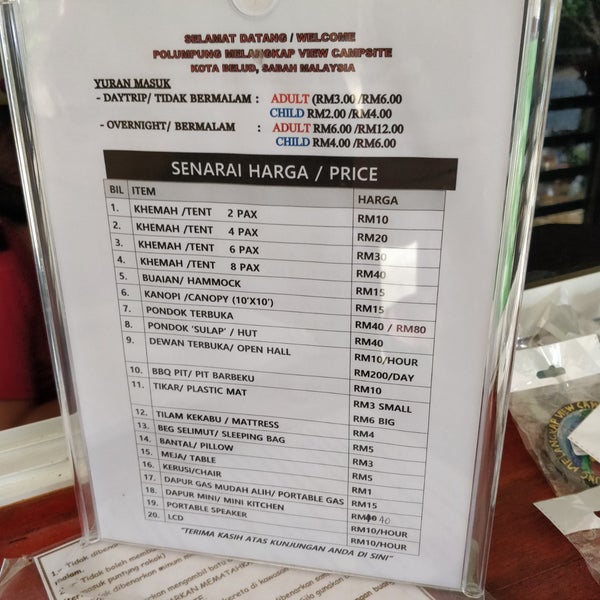 SELAMAT DATANG / WELCOME
POLUMPUNG MELANGKAP VIEW CAMPSITE
KOTA BELUD, SABAH MALAYSIA
YURAN MASUK
- DAYTRIP/ TIDAK BERMALAM : ADULT (RM3.00 /RM6.00
CHILD RM2.00 /RM4.00
- OVERNIGHT/ BERMALAM : ADULT RM6.00 /RM12.00
CHILD RM4.00 /RM6.00
SENARAI HARGA / PRICE
BIL ITEM HARGA
1. KHEMAH /TENT 2 PAX RM10
2. KHEMAH /TENT 4 PAX RM20
3. KHEMAH /TENT 6 PAX RM30
4. KHEMAH /TENT 8 PAX RM40
5. BUAIAN/ HAMMOCK RM15
6. KANOPI /CANOPY (10'X10') RM15
7. PONDOK TERBUKA RM40 / RM80
8. PONDOK 'SULAP' / HUT RM40
9. DEWAN TERBUKA/ OPEN HALL RM10/HOUR
RM200/DAY
10. BBQ PIT/ PIT BARBEKU RM10
11. TIKAR/ PLASTIC MAT RM3 SMALL
RM6 BIG
12. TILAM KEKABU / MATTRESS RM4
13. BEG SELIMUT/ SLEEPING BAG RM5
14. BANTAL/ PILLOW RM3
15. MEJA/ TABLE RM5
16. KERUSI/CHAIR RM1
17. DAPUR GAS MUDAH ALIH/ PORTABLE GAS RM15
18. DAPUR MINI/ MINI KITCHEN 40
19. PORTABLE SPEAKER RM10/HOUR
20. LCD RM10/HOUR
"TERIMA KASIH ATAS KUNJUNGAN ANDA DI SINI"